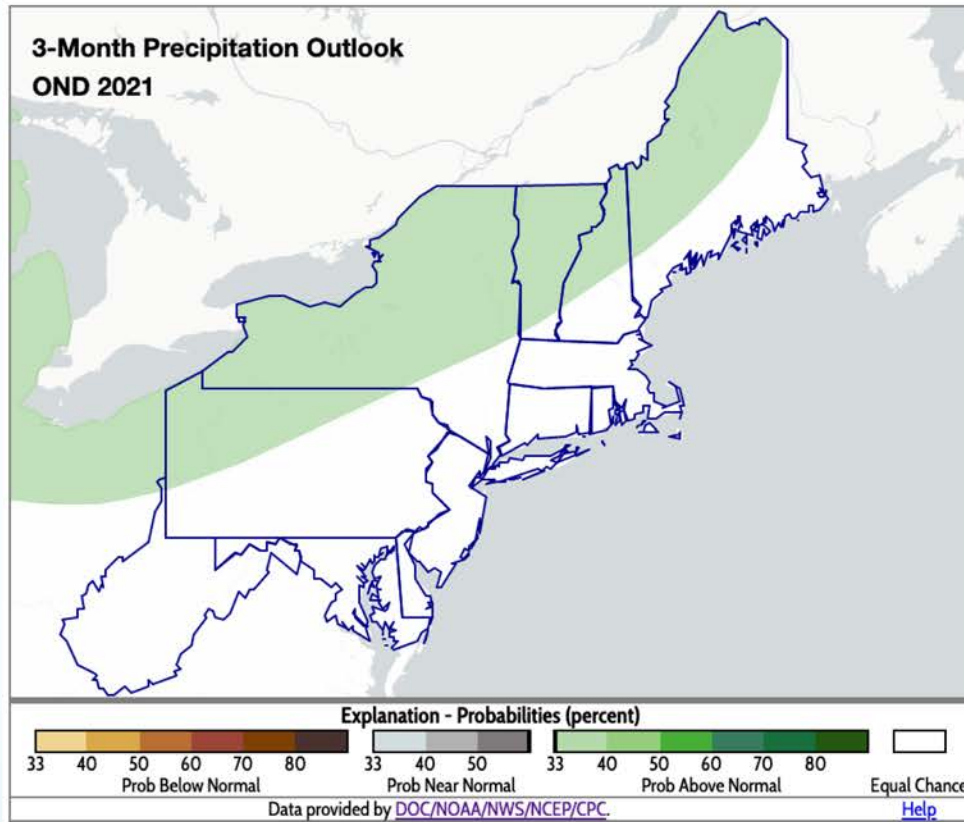 3-Month Precipitation Outlook
OND 2021
Explanation - Probabilities (percent)
33 40 50 60 70 80
Prob Below Normal
33 40 50
Prob Near Normal
33 40 50 60 70 80
Prob Above Normal
Equal Chance
Data provided by DOC/NOAA/NWS/NCEP/CPC.
Help